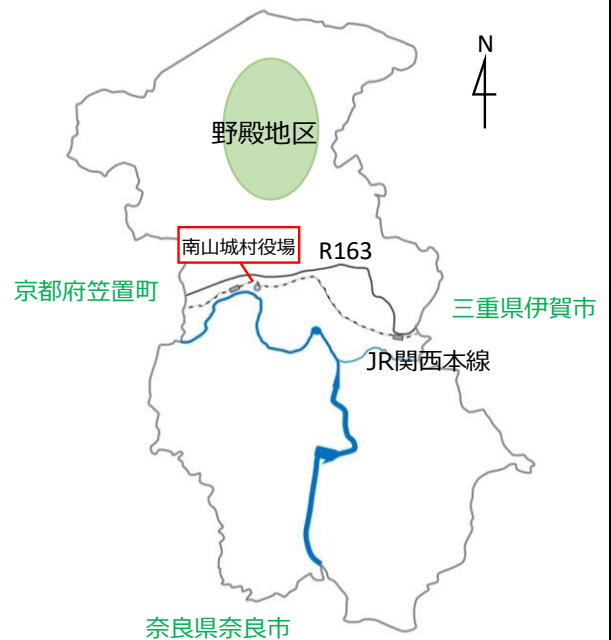 N
野殿地区
南山城村役場
R163
京都府笠置町
三重県伊賀市
JR関西本線
奈良県奈良市